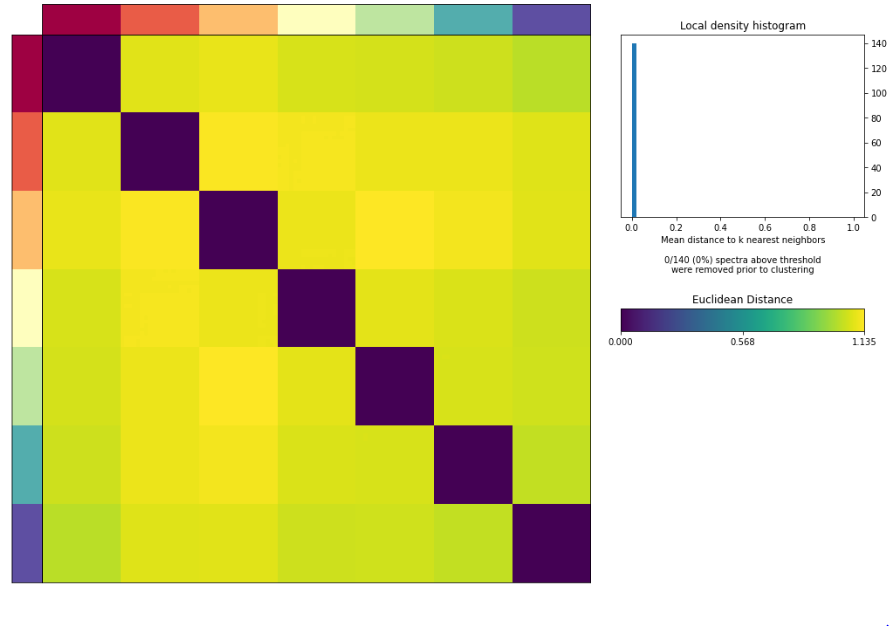 Local density histogram
140
120
100
80
60
40
20
0
0.0 0.2 0.4 0.6 0.8 1.0
Mean distance to k nearest neighbors
0/140 (0%) spectra above threshold
were removed prior to clustering
Euclidean Distance
0.000 0.568 1.135